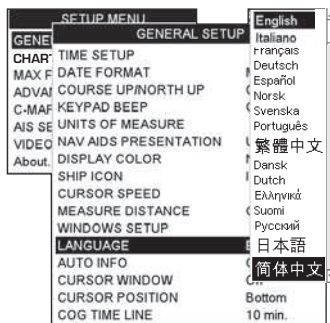 SETUP MENU
GENE
CHART
MAX F
ADVA
C-MAF
AIS SE
VIDEO
About.
GENERAL SETUP
TIME SETUP
DATE FORMAT
COURSE UP/NORTH UP
KEYPAD BEEP
UNITS OF MEASURE
NAV AIDS PRESENTATION
DISPLAY COLOR
SHIP ICON
CURSOR SPEED
MEASURE DISTANCE
WINDOWS SETUP
LANGUAGE
AUTO INFO
CURSOR WINDOW
CURSOR POSITION Bottom
COG TIME LINE 10 min.
English
Italiano
Français
Deutsch
Español
Norsk
Svenska
Português
繁體中文
Dansk
Dutch
Ελληνικά
Suomi
Русский
日本語
简体中文